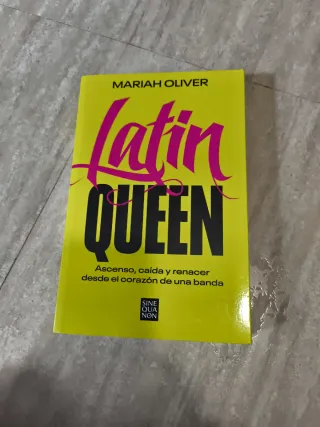 MARIAH OLIVER
Latin
QUEEN
Ascenso, caída y renacer
desde el corazón de una banda
SINE
QUA
NON